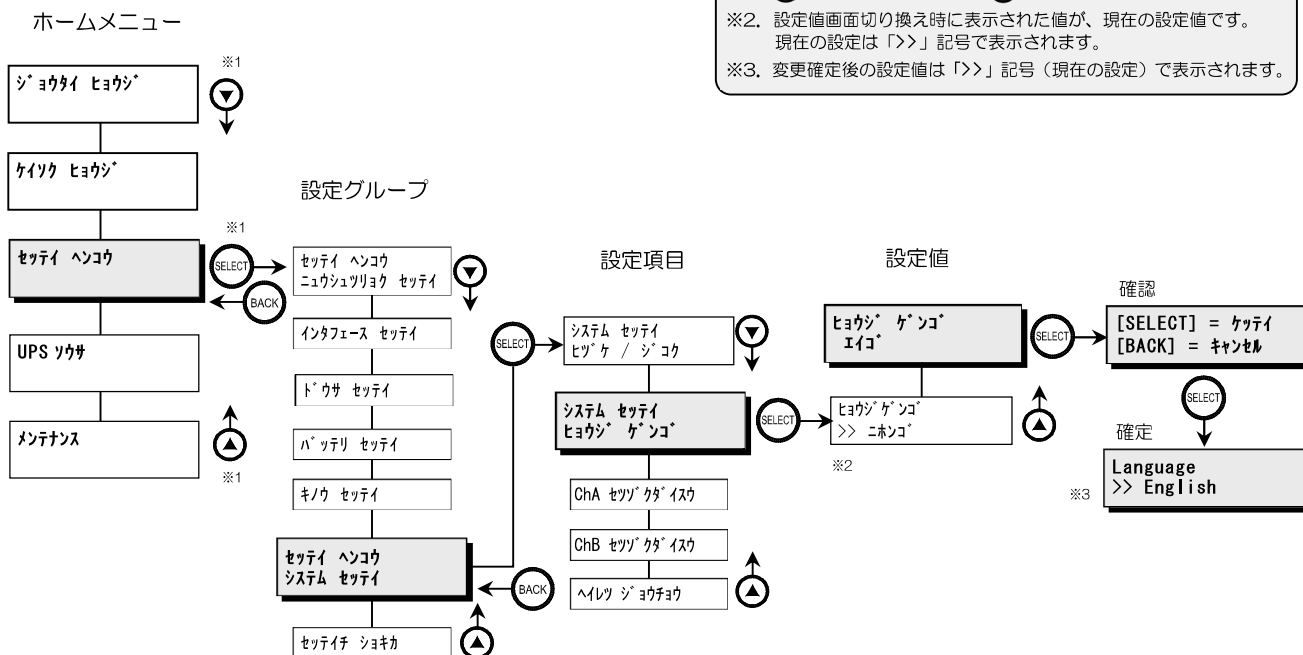 ※2. 設定値画面切り換え時に表示された値が、現在の設定値です。
現在の設定は「>>」記号で表示されます。
※3. 変更確定後の設定値は「>>」記号（現在の設定）で表示されます。
ホームメニュー
ｼﾞｮｳﾀｲ ﾋｮｳｼﾞ
※1
ｹｲｿｸ ﾋｮｳｼﾞ
ｾｯﾃｲ ﾍﾝｺｳ
※1
SELECT
BACK
UPS ｿｳｻ
ﾒﾝﾃﾅﾝｽ
※1
設定グループ
ｾｯﾃｲ ﾍﾝｺｳ
ﾆｭｳｼｭﾂﾘｮｸ ｾｯﾃｲ
ｲﾝﾀﾌｪｰｽ ｾｯﾃｲ
ﾄﾞｳｻ ｾｯﾃｲ
ﾊﾞｯﾃﾘ ｾｯﾃｲ
ｷﾉｳ ｾｯﾃｲ
ｾｯﾃｲ ﾍﾝｺｳ
ｼｽﾃﾑ ｾｯﾃｲ
ｾｯﾃｲﾁ ｼｮｷｶ
SELECT
BACK
設定項目
ｼｽﾃﾑ ｾｯﾃｲ
ﾋﾂﾞｹ / ｼﾞｺｸ
ｼｽﾃﾑ ｾｯﾃｲ
ﾋｮｳｼﾞ ｹﾞﾝｺﾞ
SELECT
ChA ｾﾂｿﾞｸﾀﾞｲｽｳ
ChB ｾﾂｿﾞｸﾀﾞｲｽｳ
ﾍｲﾚﾂ ｼﾞｮｳﾁｮｳ
設定値
ﾋｮｳｼﾞ ｹﾞﾝｺﾞ
ｴｲｺﾞ
SELECT
ﾋｮｳｼﾞｹﾞﾝｺﾞ
>> ﾆﾎﾝｺﾞ
※2
確認
[SELECT] = ｹｯﾃｲ
[BACK] = ｷｬﾝｾﾙ
SELECT
確定
Language
>> English
※3